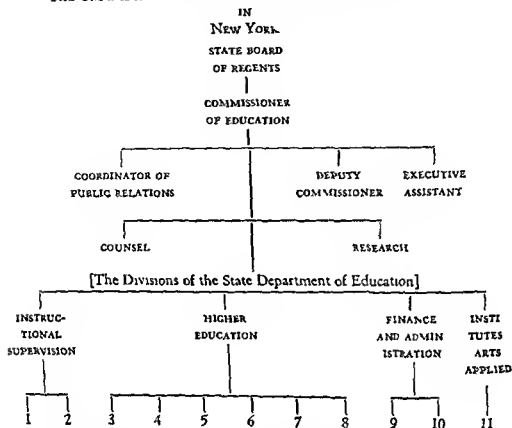 IN
NEW YORK
STATE BOARD
OF REGENTS
COMMISSIONER
OF EDUCATION
COORDINATOR OF
PUBLIC RELATIONS
DEPUTY
COMMISSIONER
EXECUTIVE
ASSISTANT
COUNSEL
RESEARCH
[The Divisions of the State Department of Education]
INSTRUC-
TIONAL
SUPERVISION
HIGHER
EDUCATION
FINANCE
AND ADMIN
ISTRATION
INSTI
TUTES
ARTS
APPLIED
1 2 3 4 5 6 7 8 9 10 11